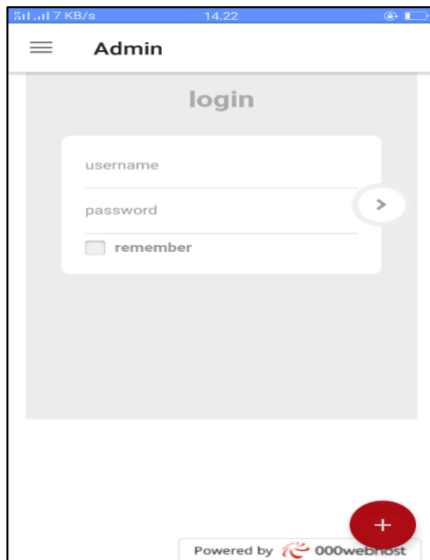 7 KB/s 14.22
Admin
login
username
password
remember
+
Powered by 000webhost